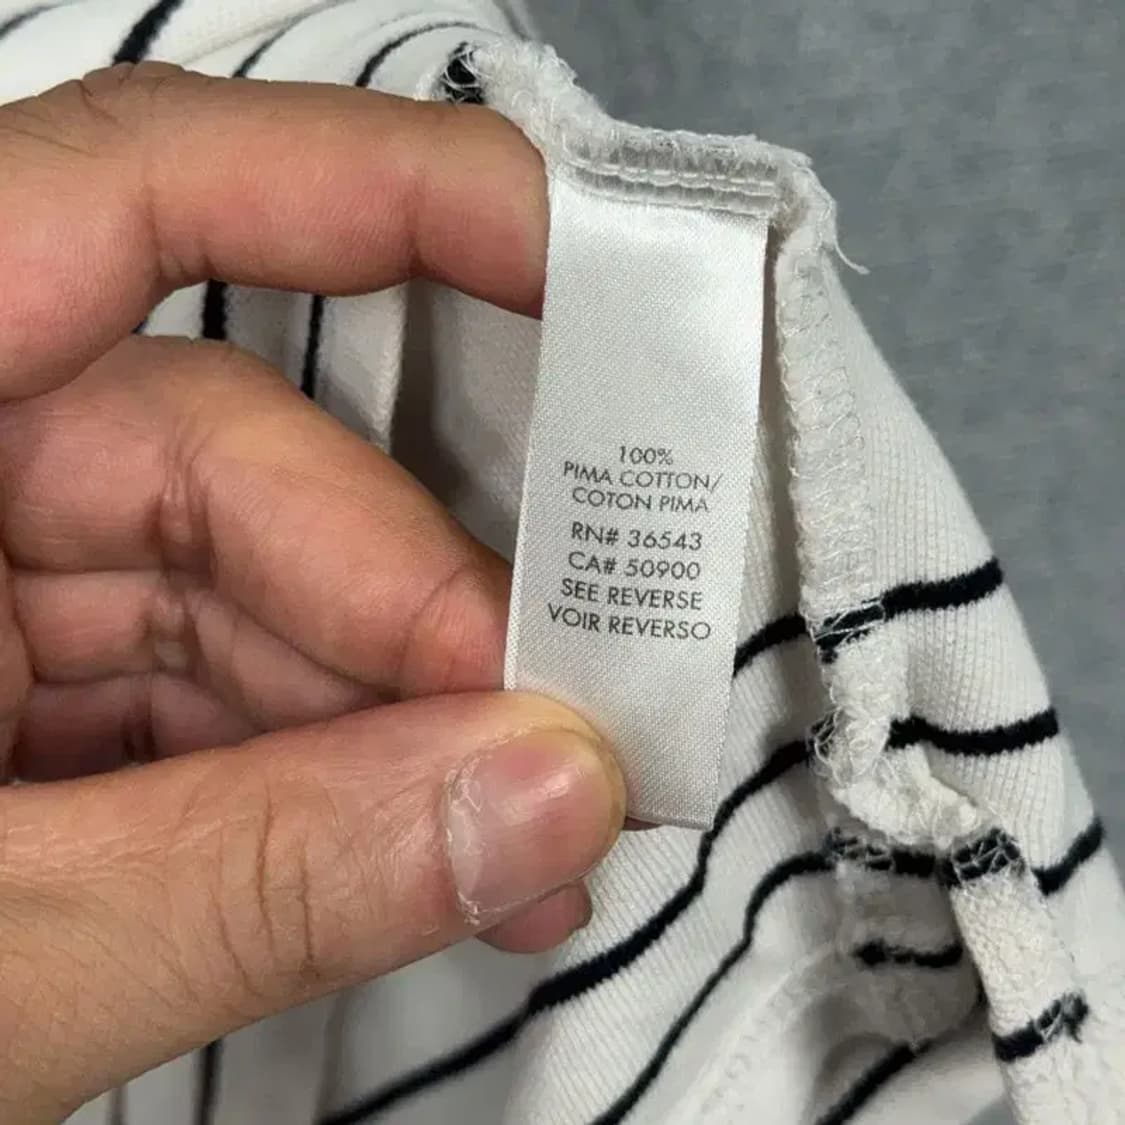 100%
PIMA COTTON/
COTON PIMA
RN# 36543
CA# 50900
SEE REVERSE
VOIR REVERSO